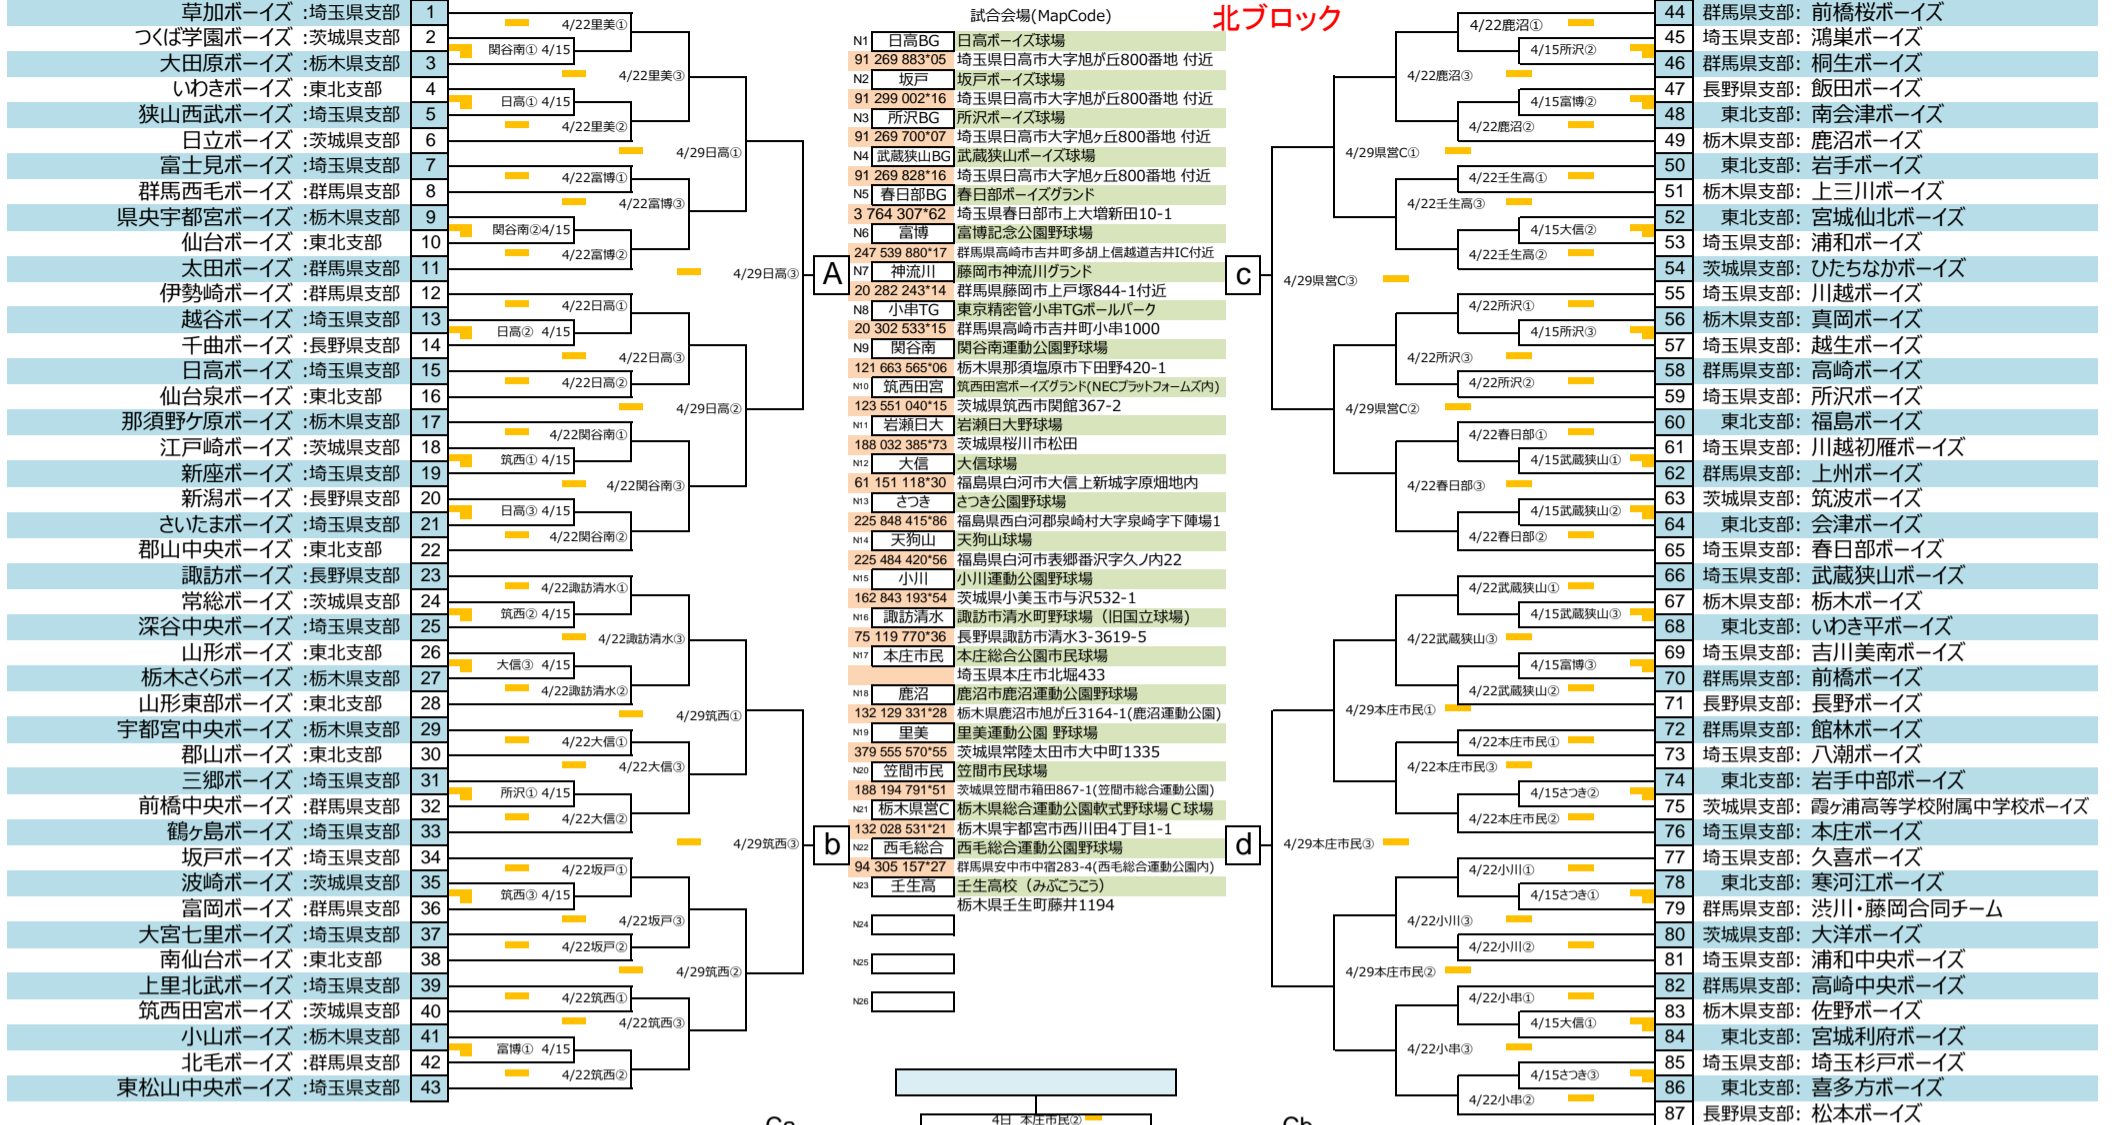 北ブロック
草加ボーイズ :埼玉県支部 1
つくば学園ボーイズ :茨城県支部 2
大田原ボーイズ :栃木県支部 3
いわきボーイズ :東北支部 4
狭山西武ボーイズ :埼玉県支部 5
日立ボーイズ :茨城県支部 6
富士見ボーイズ :埼玉県支部 7
群馬西毛ボーイズ :群馬県支部 8
県央宇都宮ボーイズ :栃木県支部 9
仙台ボーイズ :東北支部 10
太田ボーイズ :群馬県支部 11
伊勢崎ボーイズ :群馬県支部 12
越谷ボーイズ :埼玉県支部 13
千曲ボーイズ :長野県支部 14
日高ボーイズ :埼玉県支部 15
仙台泉ボーイズ :東北支部 16
那須野ケ原ボーイズ :栃木県支部 17
江戸崎ボーイズ :茨城県支部 18
新座ボーイズ :埼玉県支部 19
新潟ボーイズ :長野県支部 20
さいたまボーイズ :埼玉県支部 21
郡山中央ボーイズ :東北支部 22
諏訪ボーイズ :長野県支部 23
常総ボーイズ :茨城県支部 24
深谷中央ボーイズ :埼玉県支部 25
山形ボーイズ :東北支部 26
栃木さくらボーイズ :栃木県支部 27
山形東部ボーイズ :東北支部 28
宇都宮中央ボーイズ :栃木県支部 29
郡山ボーイズ :東北支部 30
三郷ボーイズ :埼玉県支部 31
前橋中央ボーイズ :群馬県支部 32
鶴ヶ島ボーイズ :埼玉県支部 33
坂戸ボーイズ :埼玉県支部 34
波崎ボーイズ :茨城県支部 35
富岡ボーイズ :群馬県支部 36
大宮七里ボーイズ :埼玉県支部 37
南仙台ボーイズ :東北支部 38
上里北武ボーイズ :埼玉県支部 39
筑西田宮ボーイズ :茨城県支部 40
小山ボーイズ :栃木県支部 41
北毛ボーイズ :群馬県支部 42
東松山中央ボーイズ :埼玉県支部 43
4/22里美①
関谷南① 4/15
4/22里美③
日高① 4/15
4/22里美②
4/29日高①
4/22富博①
4/22富博③
関谷南②4/15
4/22富博②
4/29日高③
4/22日高①
日高② 4/15
4/22日高③
4/22日高②
4/29日高②
4/22関谷南①
筑西① 4/15
4/22関谷南③
日高③ 4/15
4/22関谷南②
4/22諏訪清水①
筑西② 4/15
4/22諏訪清水③
大信③ 4/15
4/22諏訪清水②
4/29筑西①
4/22大信①
4/22大信③
所沢① 4/15
4/22大信②
4/29筑西③
4/22坂戸①
筑西③ 4/15
4/22坂戸③
4/22坂戸②
4/29筑西②
4/22筑西①
4/22筑西③
富博① 4/15
4/22筑西②
A
b
試合会場(MapCode)
N1 日高BG 日高ボーイズ球場
91 269 883*05 埼玉県日高市大字旭が丘800番地 付近
N2 坂戸 坂戸ボーイズ球場
91 299 002*16 埼玉県日高市大字旭が丘800番地 付近
N3 所沢BG 所沢ボーイズ球場
91 269 700*07 埼玉県日高市大字旭ヶ丘800番地 付近
N4 武蔵狭山BG 武蔵狭山ボーイズ球場
91 269 828*16 埼玉県日高市大字旭ヶ丘800番地 付近
N5 春日部BG 春日部ボーイズグランド
3 764 307*62 埼玉県春日部市上大増新田10-1
N6 富博 富博記念公園野球場
247 539 880*17 群馬県高崎市吉井町多胡上信越道吉井IC付近
N7 神流川 藤岡市神流川グランド
20 282 243*14 群馬県藤岡市上戸塚844-1付近
N8 小串TG 東京精密管小串TGボールパーク
20 302 533*15 群馬県高崎市吉井町小串1000
N9 関谷南 関谷南運動公園野球場
121 663 565*06 栃木県那須塩原市下田野420-1
N10 筑西田宮 筑西田宮ボーイズグランド(NECプラットフォームズ内)
123 551 040*15 茨城県筑西市関館367-2
N11 岩瀬日大 岩瀬日大野球場
188 032 385*73 茨城県桜川市松田
N12 大信 大信球場
61 151 118*30 福島県白河市大信上新城字原畑地内
N13 さつき さつき公園野球場
225 848 415*86 福島県西白河郡泉崎村大字泉崎字下陣場1
N14 天狗山 天狗山球場
225 484 420*56 福島県白河市表郷番沢字久ノ内22
N15 小川 小川運動公園野球場
162 843 193*54 茨城県小美玉市与沢532-1
N16 諏訪清水 諏訪市清水町野球場（旧国立球場)
75 119 770*36 長野県諏訪市清水3-3619-5
N17 本庄市民 本庄総合公園市民球場
埼玉県本庄市北堀433
N18 鹿沼 鹿沼市鹿沼運動公園野球場
132 129 331*28 栃木県鹿沼市旭が丘3164-1(鹿沼運動公園)
N19 里美 里美運動公園 野球場
379 555 570*55 茨城県常陸太田市大中町1335
N20 笠間市民 笠間市民球場
188 194 791*51 茨城県笠間市箱田867-1(笠間市総合運動公園)
N21 栃木県営C 栃木県総合運動公園軟式野球場Ｃ球場
132 028 531*21 栃木県宇都宮市西川田4丁目1-1
N22 西毛総合 西毛総合運動公園野球場
94 305 157*27 群馬県安中市中宿283-4(西毛総合運動公園内)
N23 壬生高 壬生高校（みぶこうこう）
栃木県壬生町藤井1194
N24
N25
N26
4日 本庄市民②
Ca
Cb
c
d
4/22鹿沼①
4/15所沢②
4/22鹿沼③
4/15富博②
4/22鹿沼②
4/29県営C①
4/22壬生高①
4/22壬生高③
4/15大信②
4/22壬生高②
4/29県営C③
4/22所沢①
4/15所沢③
4/22所沢③
4/22所沢②
4/29県営C②
4/22春日部①
4/15武蔵狭山①
4/22春日部③
4/15武蔵狭山②
4/22春日部②
4/22武蔵狭山①
4/15武蔵狭山③
4/22武蔵狭山③
4/15富博③
4/22武蔵狭山②
4/29本庄市民①
4/22本庄市民①
4/22本庄市民③
4/15さつき②
4/22本庄市民②
4/29本庄市民③
4/22小川①
4/15さつき①
4/22小川③
4/22小川②
4/29本庄市民②
4/22小串①
4/15大信①
4/22小串③
4/15さつき③
4/22小串②
44 群馬県支部: 前橋桜ボーイズ
45 埼玉県支部: 鴻巣ボーイズ
46 群馬県支部: 桐生ボーイズ
47 長野県支部: 飯田ボーイズ
48 東北支部: 南会津ボーイズ
49 栃木県支部: 鹿沼ボーイズ
50 東北支部: 岩手ボーイズ
51 栃木県支部: 上三川ボーイズ
52 東北支部: 宮城仙北ボーイズ
53 埼玉県支部: 浦和ボーイズ
54 茨城県支部: ひたちなかボーイズ
55 埼玉県支部: 川越ボーイズ
56 栃木県支部: 真岡ボーイズ
57 埼玉県支部: 越生ボーイズ
58 群馬県支部: 高崎ボーイズ
59 埼玉県支部: 所沢ボーイズ
60 東北支部: 福島ボーイズ
61 埼玉県支部: 川越初雁ボーイズ
62 群馬県支部: 上州ボーイズ
63 茨城県支部: 筑波ボーイズ
64 東北支部: 会津ボーイズ
65 埼玉県支部: 春日部ボーイズ
66 埼玉県支部: 武蔵狭山ボーイズ
67 栃木県支部: 栃木ボーイズ
68 東北支部: いわき平ボーイズ
69 埼玉県支部: 吉川美南ボーイズ
70 群馬県支部: 前橋ボーイズ
71 長野県支部: 長野ボーイズ
72 群馬県支部: 館林ボーイズ
73 埼玉県支部: 八潮ボーイズ
74 東北支部: 岩手中部ボーイズ
75 茨城県支部: 霞ヶ浦高等学校附属中学校ボーイズ
76 埼玉県支部: 本庄ボーイズ
77 埼玉県支部: 久喜ボーイズ
78 東北支部: 寒河江ボーイズ
79 群馬県支部: 渋川・藤岡合同チーム
80 茨城県支部: 大洋ボーイズ
81 埼玉県支部: 浦和中央ボーイズ
82 群馬県支部: 高崎中央ボーイズ
83 栃木県支部: 佐野ボーイズ
84 東北支部: 宮城利府ボーイズ
85 埼玉県支部: 埼玉杉戸ボーイズ
86 東北支部: 喜多方ボーイズ
87 長野県支部: 松本ボーイズ